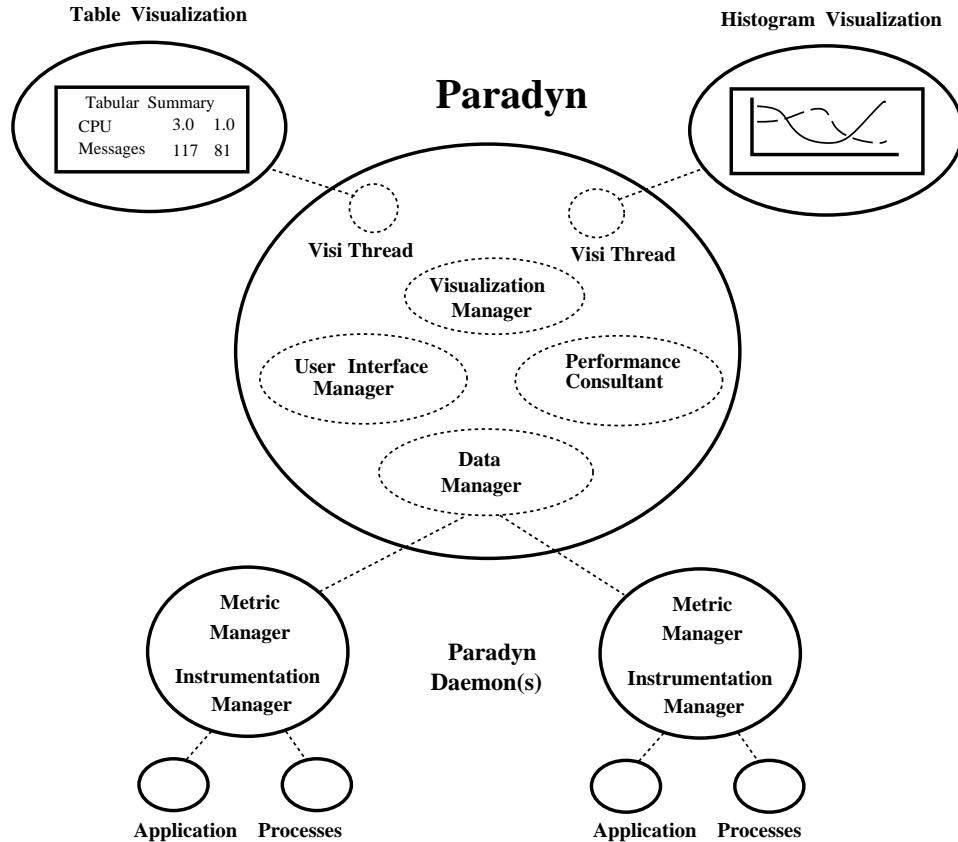 Table Visualization
Histogram Visualization
Paradyn
Tabular Summary
CPU 3.0 1.0
Messages 117 81
Visi Thread
Visi Thread
Visualization
Manager
User Interface
Manager
Performance
Consultant
Data
Manager
Metric
Manager
Instrumentation
Manager
Paradyn
Daemon(s)
Metric
Manager
Instrumentation
Manager
Application Processes
Application Processes